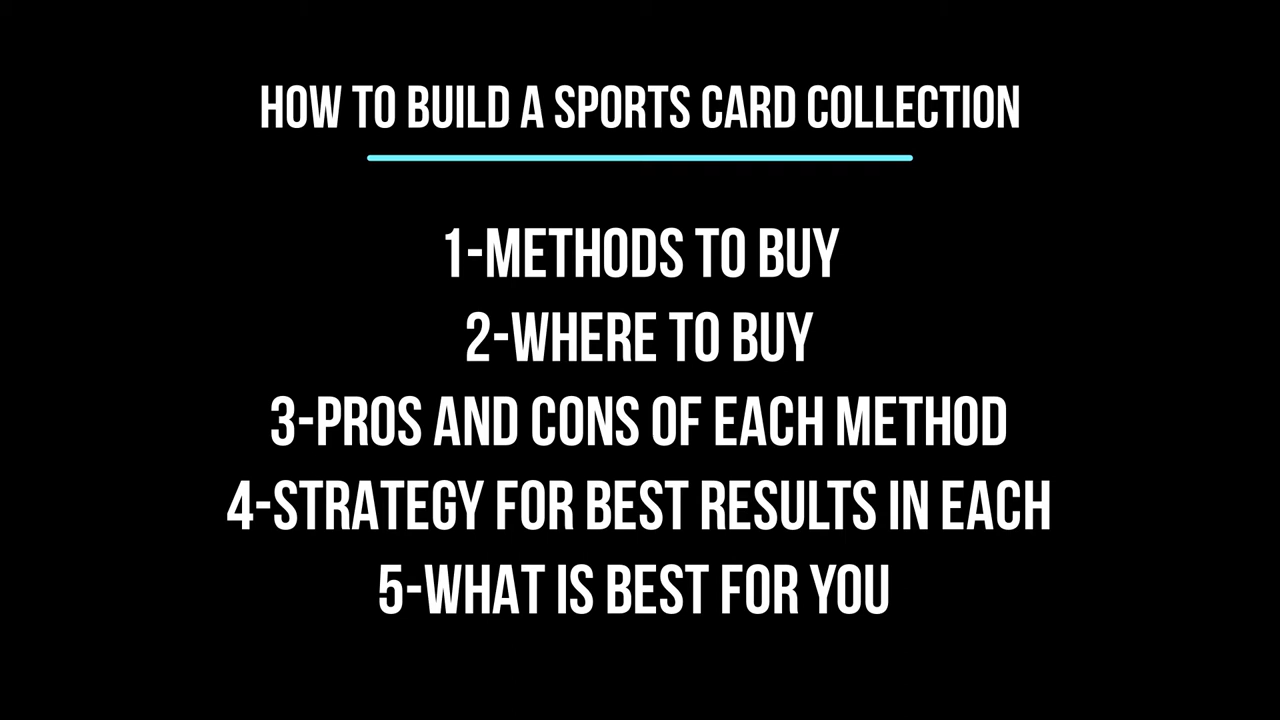 HOW TO BUILD A SPORTS CARD COLLECTION
1-METHODS TO BUY
2-WHERE TO BUY
3-PROS AND CONS OF EACH METHOD
4-STRATEGY FOR BEST RESULTS IN EACH
5-WHAT IS BEST FOR YOU